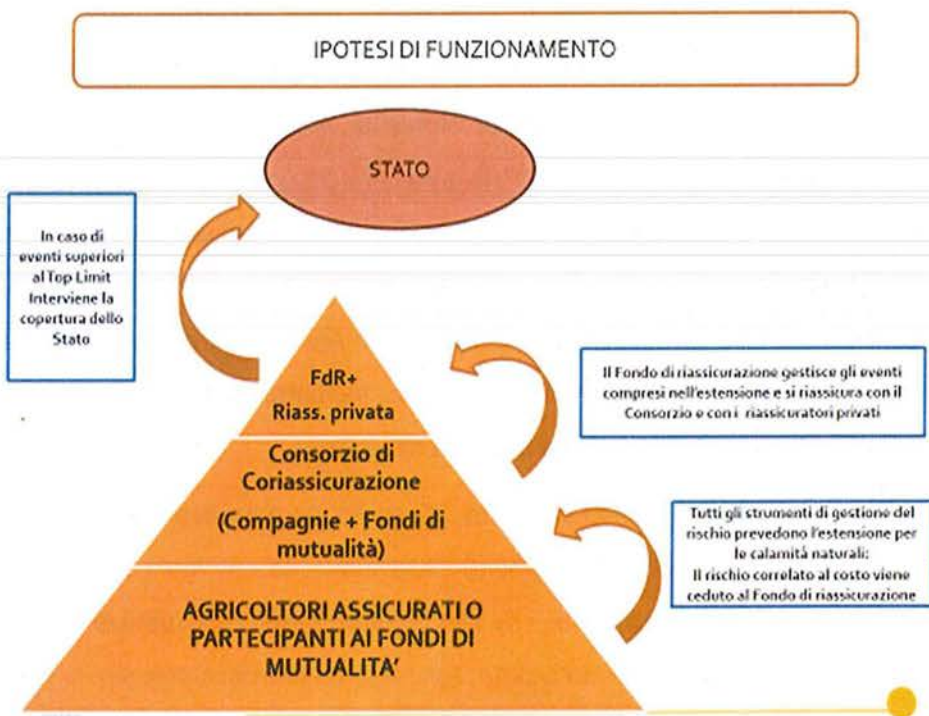 IPOTESI DI FUNZIONAMENTO
STATO
In caso di
eventi superiori
al Top Limit
Interviene la
copertura dello
Stato
FdR+
Riass. privata
Il Fondo di riassicurazione gestisce gli eventi
compresi nell'estensione e si riassicura con il
Consorzio e con i riassicuratori privati
Consorzio di
Coriassicurazione
(Compagnie + Fondi di
mutualità)
Tutti gli strumenti di gestione del
rischio prevedono l'estensione per
le calamità naturali:
Il rischio correlato al costo viene
ceduto al Fondo di riassicurazione
AGRICOLTORI ASSICURATI O
PARTECIPANTI AI FONDI DI
MUTUALITA'